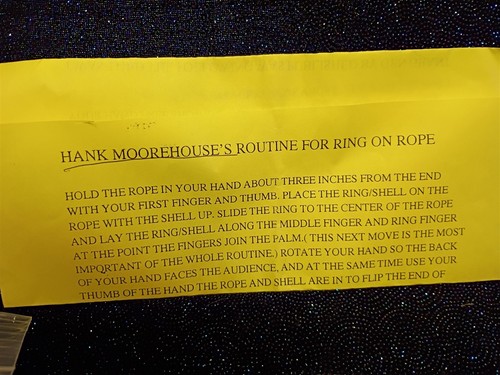 HANK MOOREHOUSE'S ROUTINE FOR RING ON ROPE
HOLD THE ROPE IN YOUR HAND ABOUT THREE INCHES FROM THE END
WITH YOUR FIRST FINGER AND THUMB. PLACE THE RING/SHELL ON THE
ROPE WITH THE SHELL UP. SLIDE THE RING TO THE CENTER OF THE ROPE
AND LAY THE RING/SHELL ALONG THE MIDDLE FINGER AND RING FINGER
AT THE POINT THE FINGERS JOIN THE PALM.( THIS NEXT MOVE IS THE MOST
IMPORTANT OF THE WHOLE ROUTINE.) ROTATE YOUR HAND SO THE BACK
OF YOUR HAND FACES THE AUDIENCE, AND AT THE SAME TIME USE YOUR
THUMB OF THE HAND THE ROPE AND SHELL ARE IN TO FLIP THE END OF